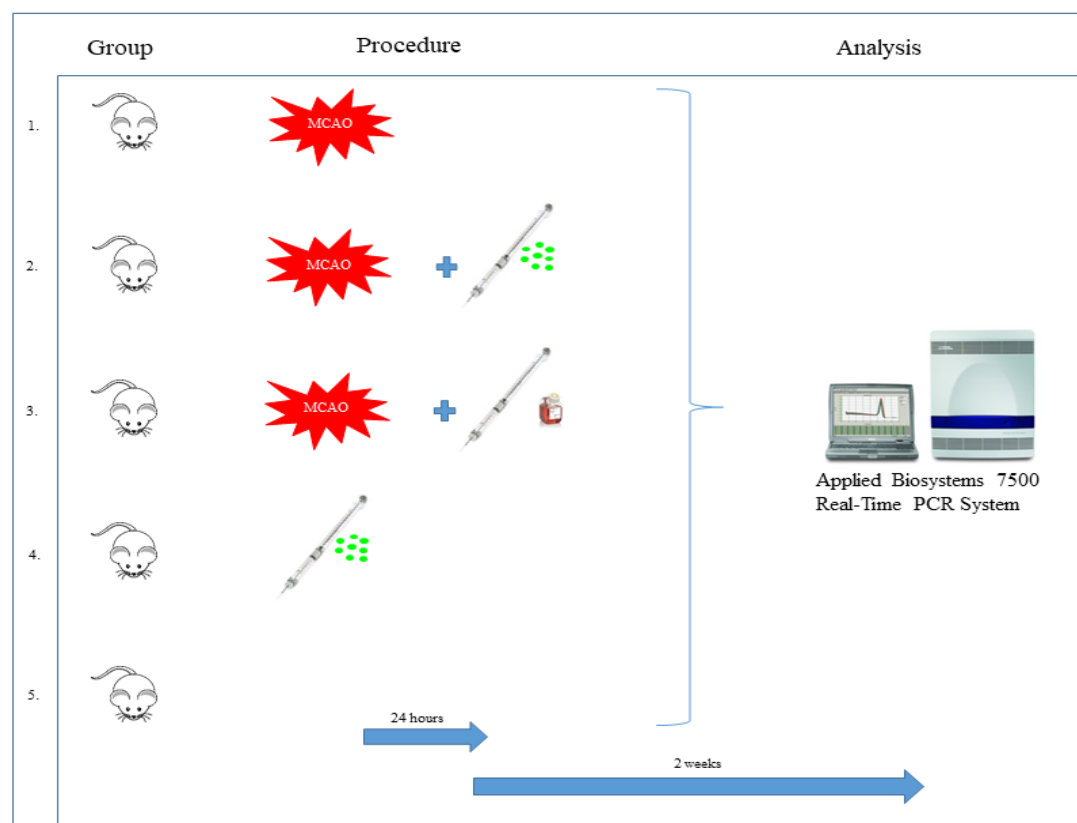 Group
Procedure
Analysis
1.
MCAO
2.
MCAO
3.
MCAO
Applied Biosystems 7500
Real-Time PCR System
4.
5.
24 hours
2 weeks